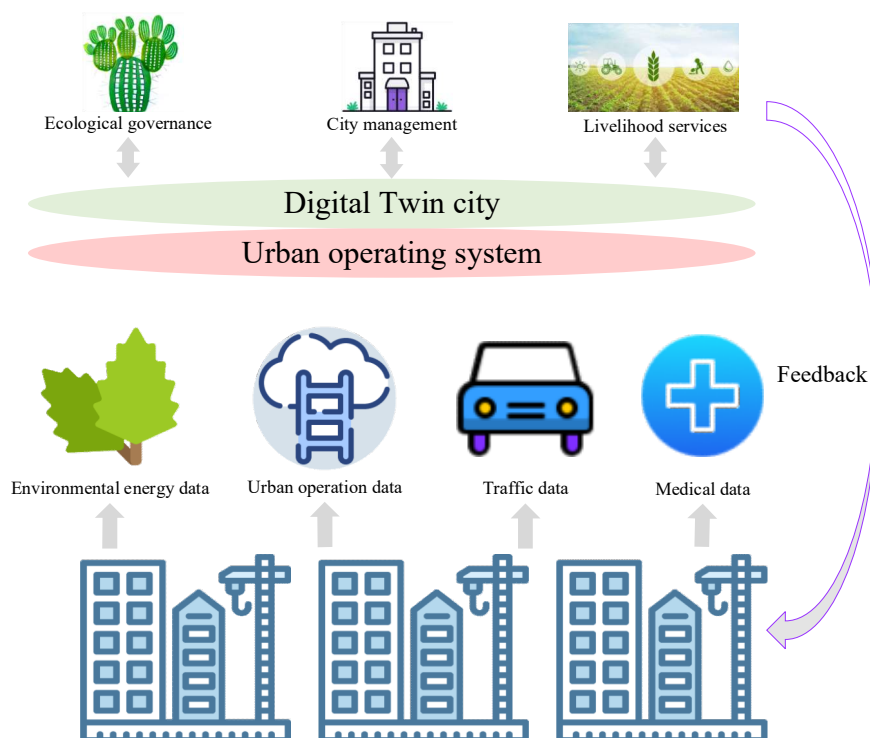 Ecological governance
City management
Livelihood services
Digital Twin city
Urban operating system
Feedback
Environmental energy data
Urban operation data
Traffic data
Medical data